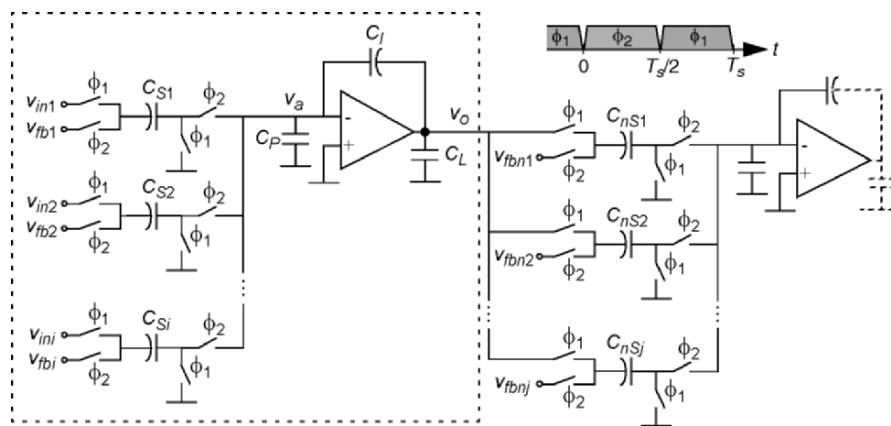 ϕ1 ϕ2 ϕ1 t
0 Ts/2 Ts
CI
vin1 ϕ1 CS1 ϕ2
vfb1 ϕ2 ϕ1
va - + vo
CP CL
vin2 ϕ1 CS2 ϕ2
vfb2 ϕ2 ϕ1
vini ϕ1 CSi ϕ2
vfbi ϕ2 ϕ1
ϕ1 CnS1 ϕ2
vfbn1 ϕ2 ϕ1
- +
ϕ1 CnS2 ϕ2
vfbn2 ϕ2 ϕ1
ϕ1 CnSj ϕ2
vfbnj ϕ2 ϕ1